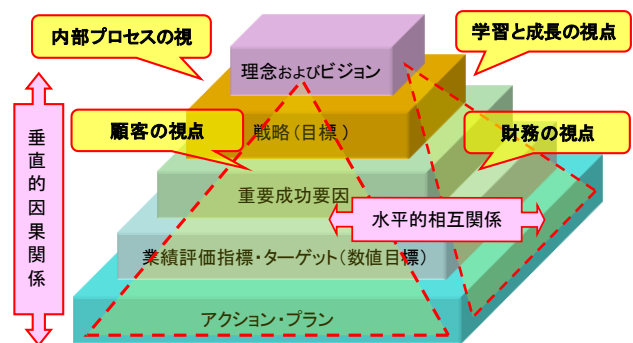 内部プロセスの視
学習と成長の視点
理念およびビジョン
顧客の視点
戦略(目標)
財務の視点
垂直的因果関係
重要成功要因
水平的相互関係
業績評価指標・ターゲット(数値目標)
アクション・プラン